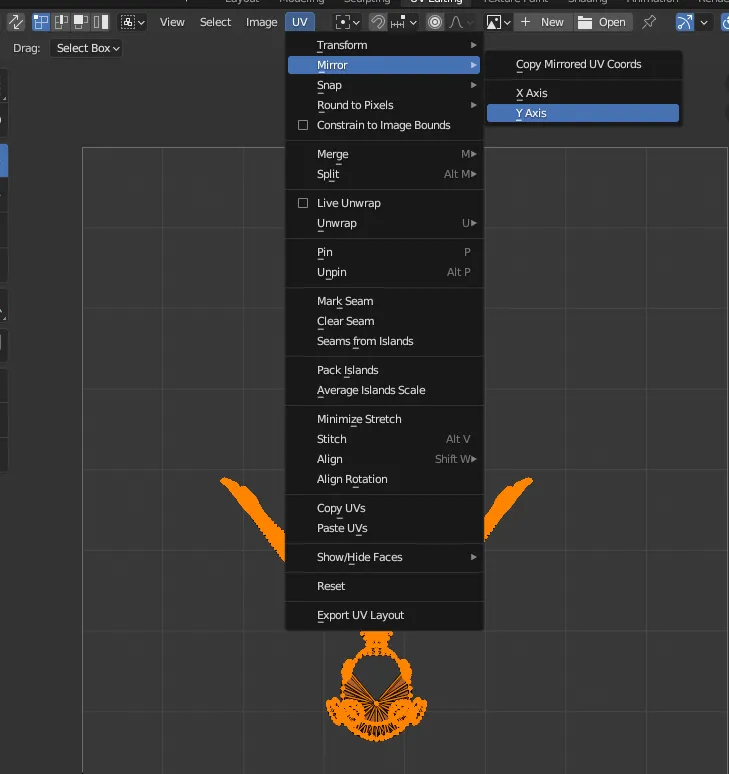 UV Editing
View Select Image UV New Open
Drag: Select Box
Transform
Mirror
Copy Mirrored UV Coords
Snap
X Axis
Round to Pixels
Y Axis
Constrain to Image Bounds
Merge M
Split Alt M
Live Unwrap
Unwrap U
Pin P
Unpin Alt P
Mark Seam
Clear Seam
Seams from Islands
Pack Islands
Average Islands Scale
Minimize Stretch
Stitch Alt V
Align Shift W
Align Rotation
Copy UVs
Paste UVs
Show/Hide Faces
Reset
Export UV Layout